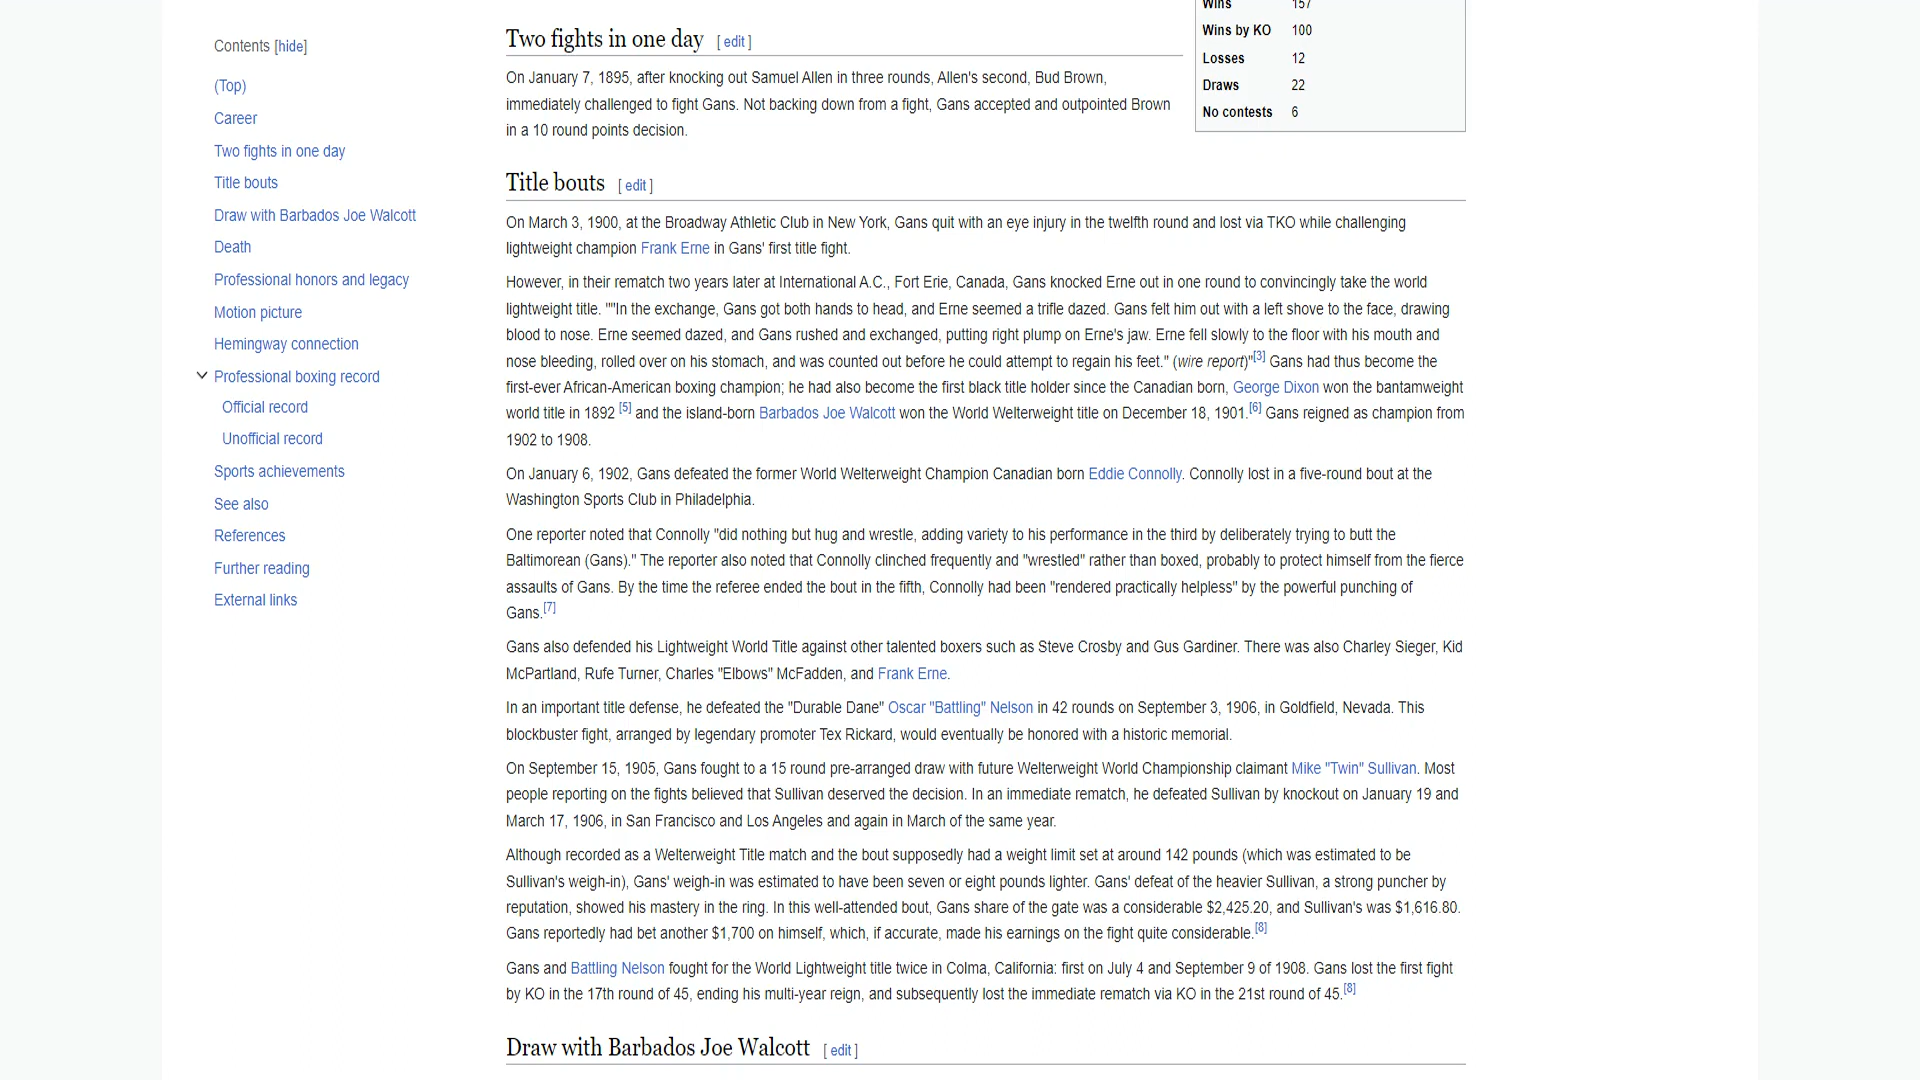 Contents [hide]
(Top)
Career
Two fights in one day
Title bouts
Draw with Barbados Joe Walcott
Death
Professional honors and legacy
Motion picture
Hemingway connection
Professional boxing record
Official record
Unofficial record
Sports achievements
See also
References
Further reading
External links
Wins 157
Wins by KO 100
Losses 12
Draws 22
No contests 6
Two fights in one day [ edit ]
On January 7, 1895, after knocking out Samuel Allen in three rounds, Allen's second, Bud Brown,
immediately challenged to fight Gans. Not backing down from a fight, Gans accepted and outpointed Brown
in a 10 round points decision.
Title bouts [ edit ]
On March 3, 1900, at the Broadway Athletic Club in New York, Gans quit with an eye injury in the twelfth round and lost via TKO while challenging
lightweight champion Frank Erne in Gans' first title fight.
However, in their rematch two years later at International A.C., Fort Erie, Canada, Gans knocked Erne out in one round to convincingly take the world
lightweight title. ""In the exchange, Gans got both hands to head, and Erne seemed a trifle dazed. Gans felt him out with a left shove to the face, drawing
blood to nose. Erne seemed dazed, and Gans rushed and exchanged, putting right plump on Erne's jaw. Erne fell slowly to the floor with his mouth and
nose bleeding, rolled over on his stomach, and was counted out before he could attempt to regain his feet." (wire report)"[3] Gans had thus become the
first-ever African-American boxing champion; he had also become the first black title holder since the Canadian born, George Dixon won the bantamweight
world title in 1892 [5] and the island-born Barbados Joe Walcott won the World Welterweight title on December 18, 1901.[6] Gans reigned as champion from
1902 to 1908.
On January 6, 1902, Gans defeated the former World Welterweight Champion Canadian born Eddie Connolly. Connolly lost in a five-round bout at the
Washington Sports Club in Philadelphia.
One reporter noted that Connolly "did nothing but hug and wrestle, adding variety to his performance in the third by deliberately trying to butt the
Baltimorean (Gans)." The reporter also noted that Connolly clinched frequently and "wrestled" rather than boxed, probably to protect himself from the fierce
assaults of Gans. By the time the referee ended the bout in the fifth, Connolly had been "rendered practically helpless" by the powerful punching of
Gans.[7]
Gans also defended his Lightweight World Title against other talented boxers such as Steve Crosby and Gus Gardiner. There was also Charley Sieger, Kid
McPartland, Rufe Turner, Charles "Elbows" McFadden, and Frank Erne.
In an important title defense, he defeated the "Durable Dane" Oscar "Battling" Nelson in 42 rounds on September 3, 1906, in Goldfield, Nevada. This
blockbuster fight, arranged by legendary promoter Tex Rickard, would eventually be honored with a historic memorial.
On September 15, 1905, Gans fought to a 15 round pre-arranged draw with future Welterweight World Championship claimant Mike "Twin" Sullivan. Most
people reporting on the fights believed that Sullivan deserved the decision. In an immediate rematch, he defeated Sullivan by knockout on January 19 and
March 17, 1906, in San Francisco and Los Angeles and again in March of the same year.
Although recorded as a Welterweight Title match and the bout supposedly had a weight limit set at around 142 pounds (which was estimated to be
Sullivan's weigh-in), Gans' weigh-in was estimated to have been seven or eight pounds lighter. Gans' defeat of the heavier Sullivan, a strong puncher by
reputation, showed his mastery in the ring. In this well-attended bout, Gans share of the gate was a considerable $2,425.20, and Sullivan's was $1,616.80.
Gans reportedly had bet another $1,700 on himself, which, if accurate, made his earnings on the fight quite considerable.[8]
Gans and Battling Nelson fought for the World Lightweight title twice in Colma, California: first on July 4 and September 9 of 1908. Gans lost the first fight
by KO in the 17th round of 45, ending his multi-year reign, and subsequently lost the immediate rematch via KO in the 21st round of 45.[8]
Draw with Barbados Joe Walcott [ edit ]